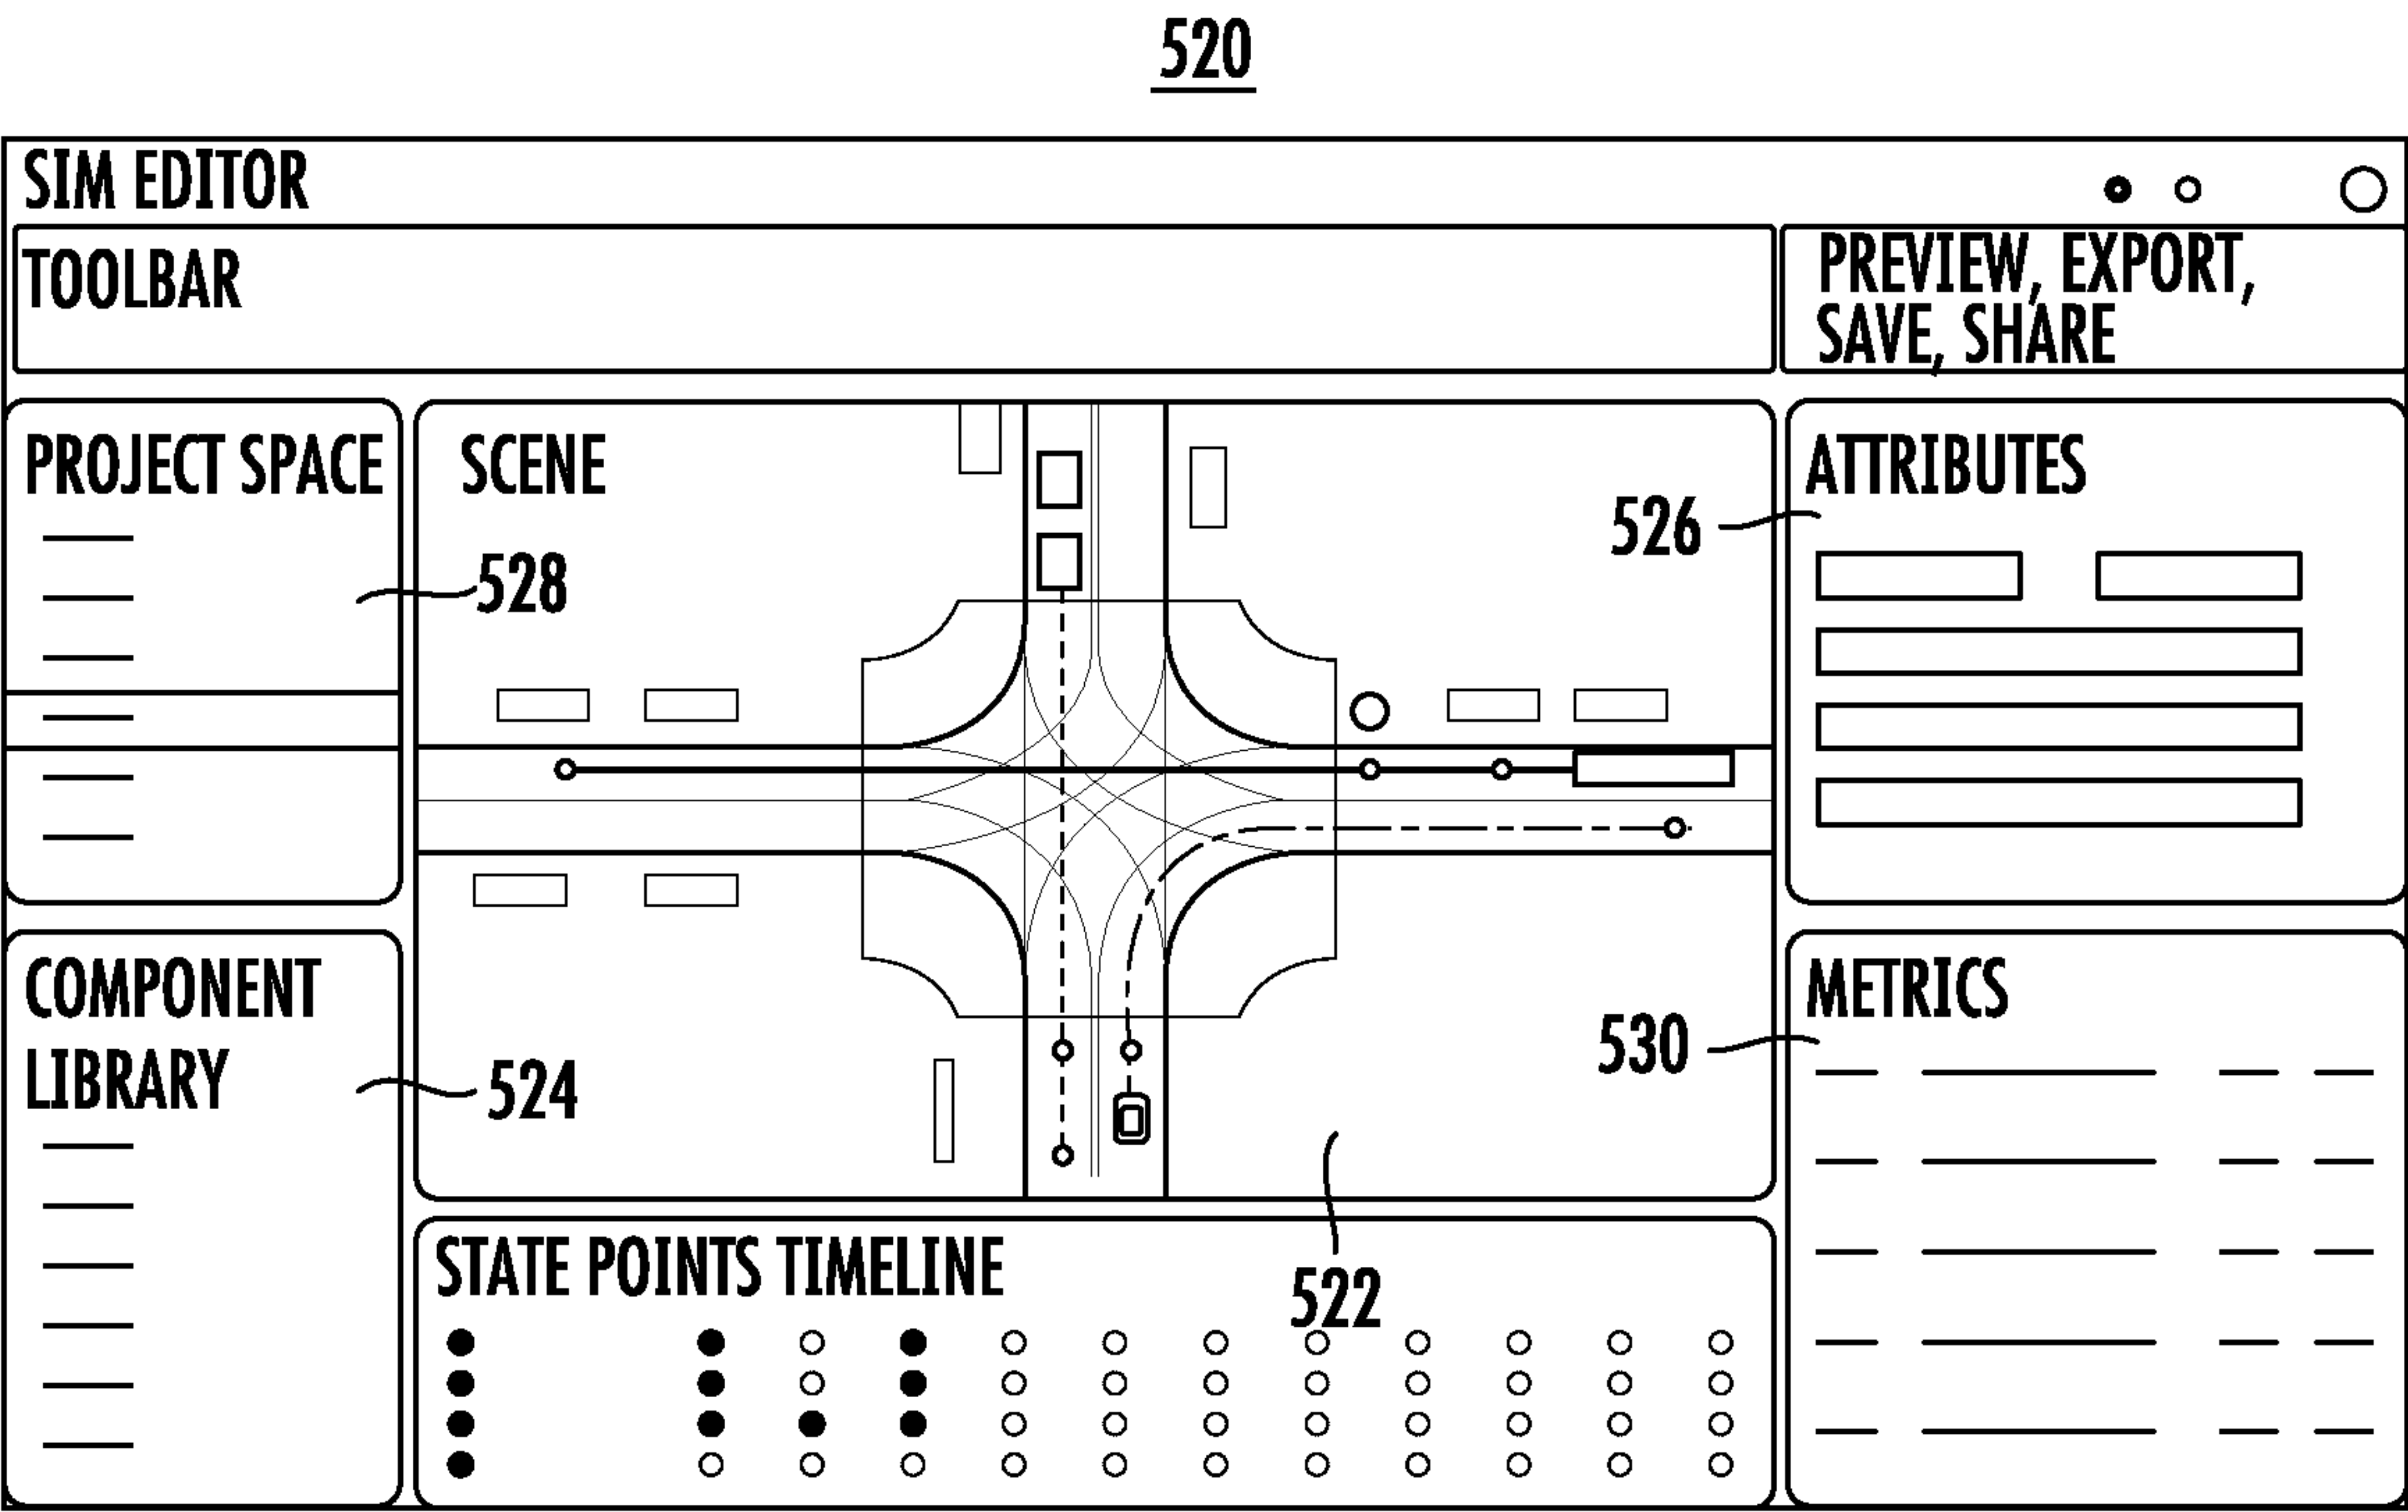 520
SIM EDITOR
TOOLBAR
PREVIEW, EXPORT,
SAVE, SHARE
PROJECT SPACE
528
SCENE
526
ATTRIBUTES
COMPONENT
LIBRARY
524
530
METRICS
522
STATE POINTS TIMELINE